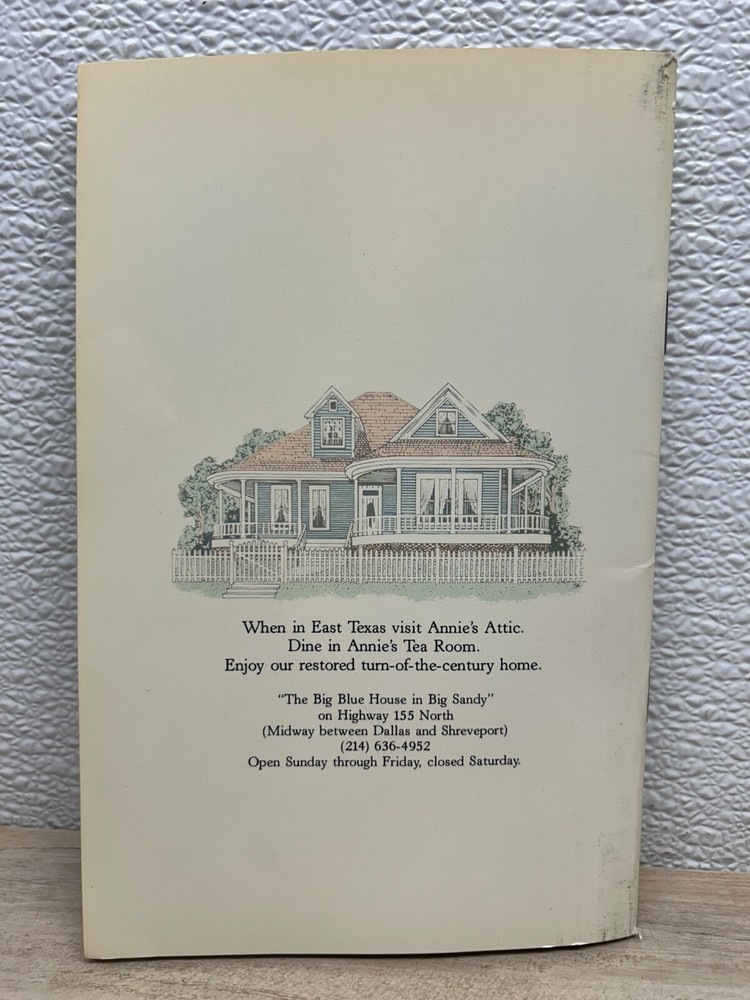 When in East Texas visit Annie's Attic.
Dine in Annie's Tea Room.
Enjoy our restored turn-of-the-century home.
"The Big Blue House in Big Sandy"
on Highway 155 North
(Midway between Dallas and Shreveport)
(214) 636-4952
Open Sunday through Friday, closed Saturday.